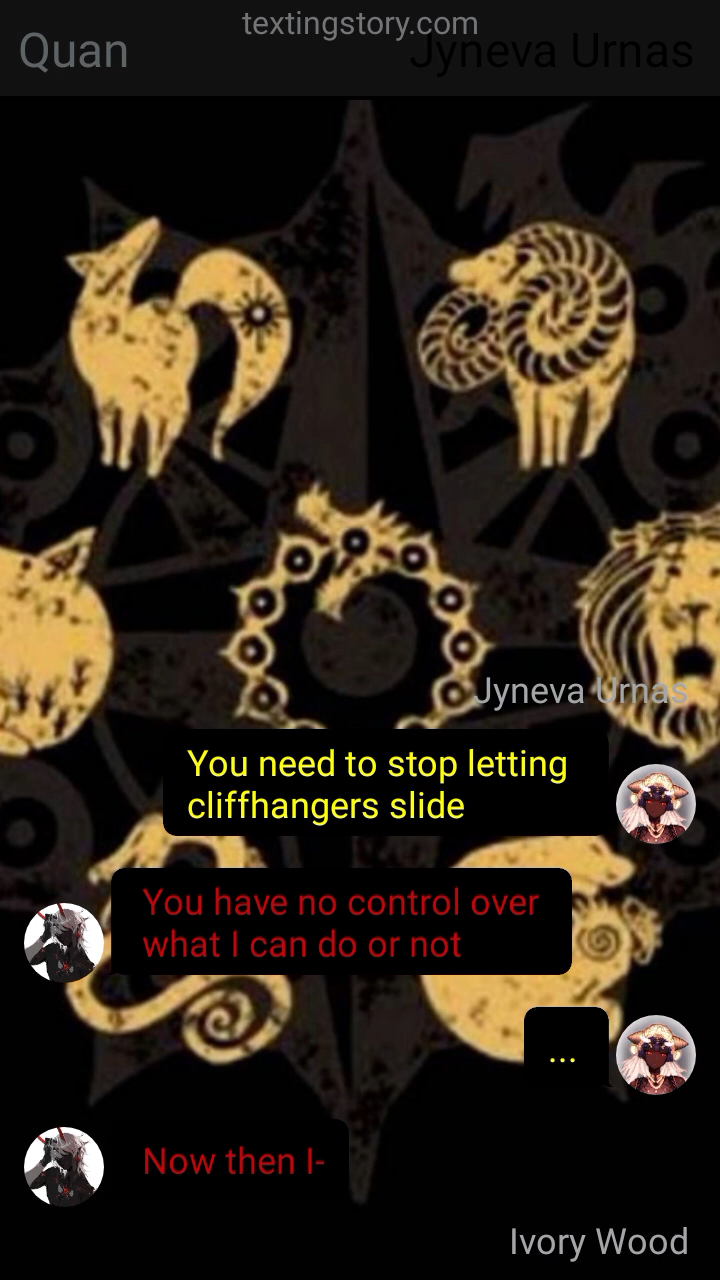 textingstory.com
Quan
Jyneva Urnas
Jyneva Urnas
You need to stop letting
cliffhangers slide
You have no control over
what I can do or not
...
Now then I-
Ivory Wood